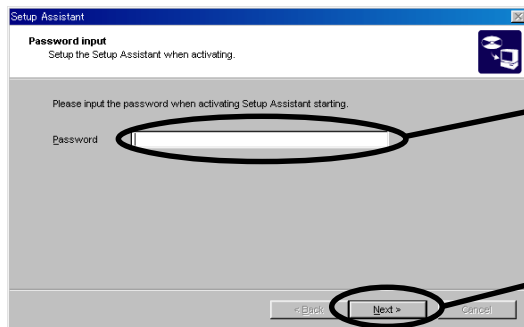 Setup Assistant
Password input
Setup the Setup Assistant when activating.
Please input the password when activating Setup Assistant starting.
Password
< Back
Next >
Cancel